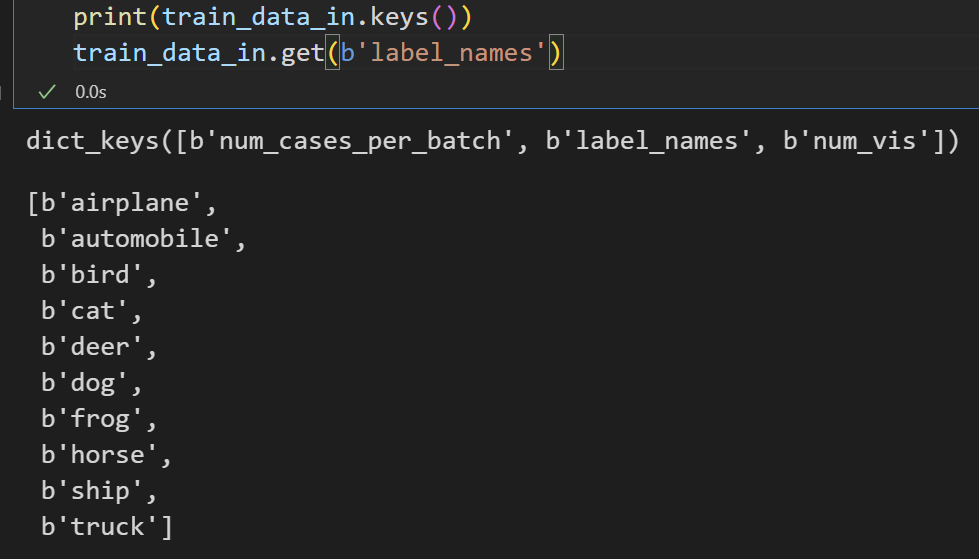 print(train_data_in.keys())
train_data_in.get(b'label_names')
0.0s
dict_keys([b'num_cases_per_batch', b'label_names', b'num_vis'])
[b'airplane',
b'automobile',
b'bird',
b'cat',
b'deer',
b'dog',
b'frog',
b'horse',
b'ship',
b'truck']